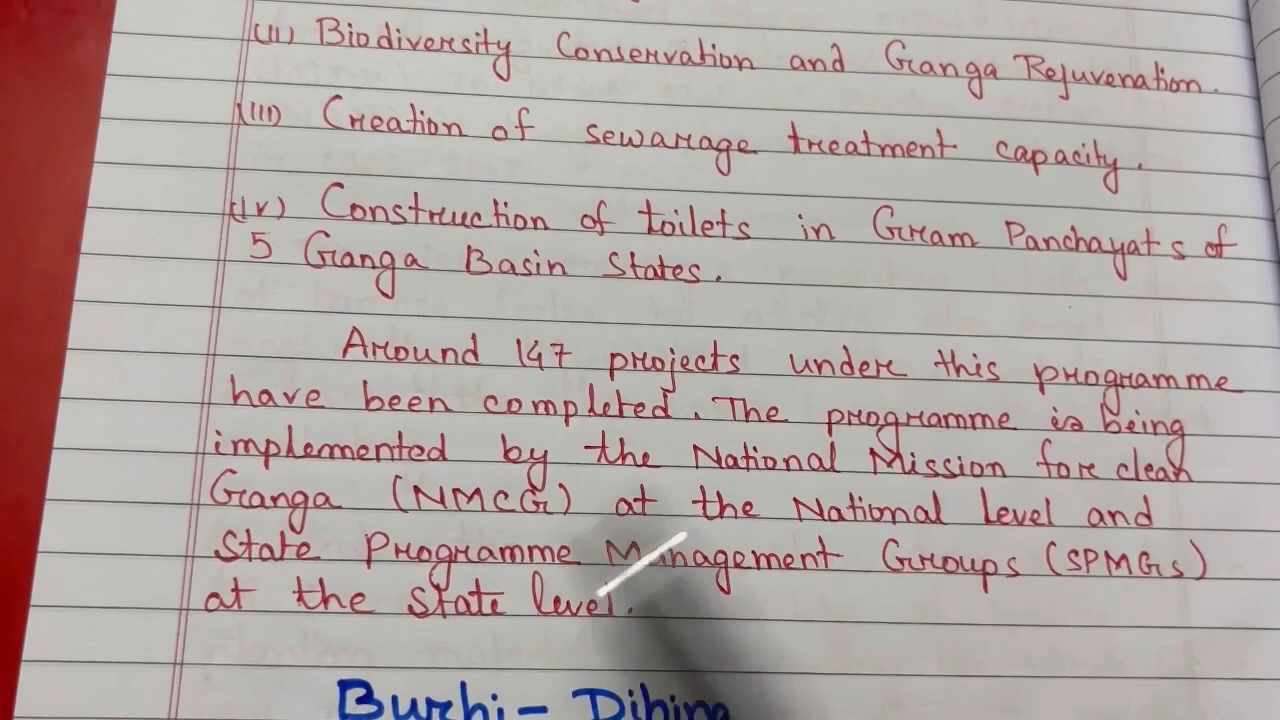 (ii) Biodiversity Conservation and Ganga Rejuvenation.
(iii) Creation of sewarage treatment capacity.
(iv) Construction of toilets in Gram Panchayats of
5 Ganga Basin States.
Around 147 projects under this programme
have been completed. The programme is being
implemented by the National Mission for clean
Ganga (NMCG) at the National level and
State Programme Management Groups (SPMGs)
at the state level.
Burhi - Dihing